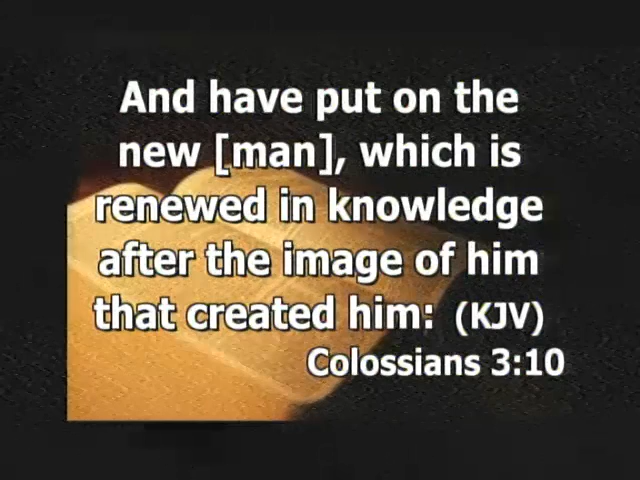 And have put on the
new [man], which is
renewed in knowledge
after the image of him
that created him: (KJV)
Colossians 3:10